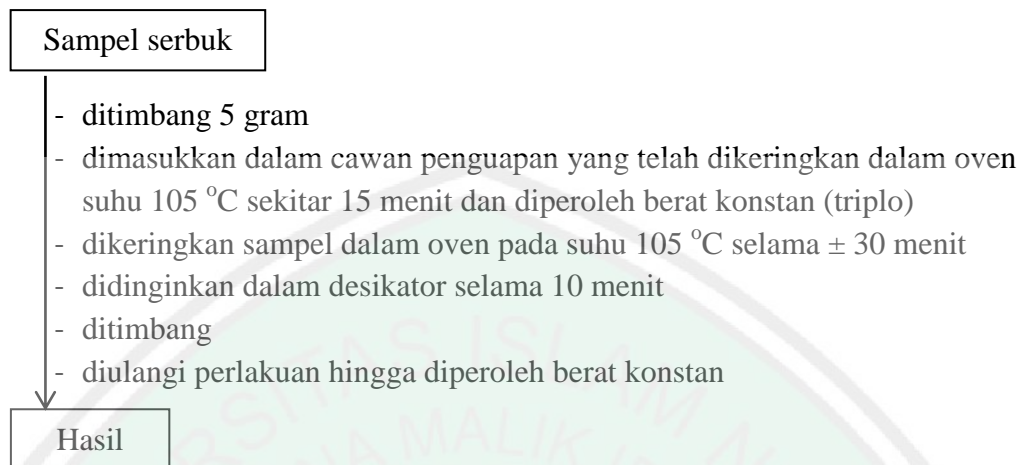 Sampel serbuk
- ditimbang 5 gram
- dimasukkan dalam cawan penguapan yang telah dikeringkan dalam oven
suhu 105 °C sekitar 15 menit dan diperoleh berat konstan (triplo)
- dikeringkan sampel dalam oven pada suhu 105 °C selama ± 30 menit
- didinginkan dalam desikator selama 10 menit
- ditimbang
- diulangi perlakuan hingga diperoleh berat konstan
Hasil